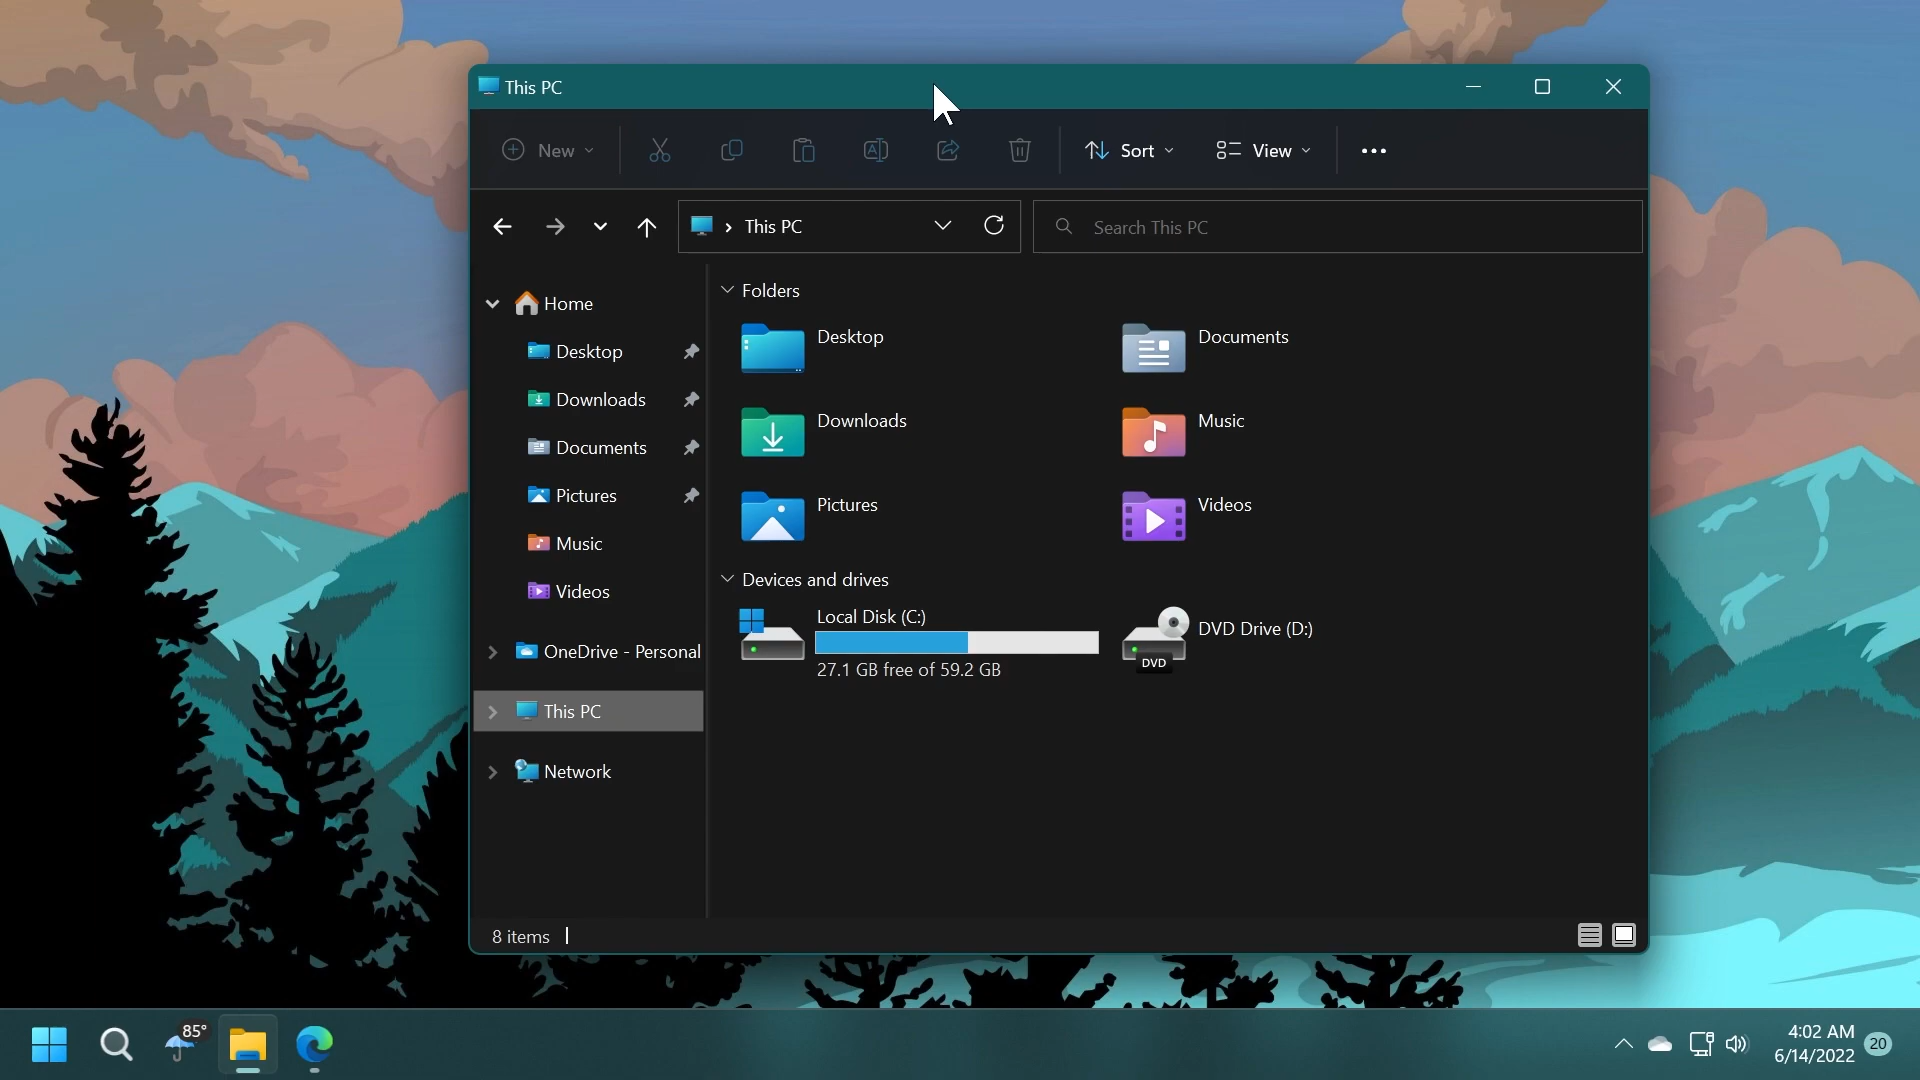 This PC
New
Sort
View
This PC
Search This PC
Home
Desktop
Downloads
Documents
Pictures
Music
Videos
OneDrive - Personal
This PC
Network
Folders
Desktop
Documents
Downloads
Music
Pictures
Videos
Devices and drives
Local Disk (C:)
27.1 GB free of 59.2 GB
DVD
DVD Drive (D:)
8 items
85°
4:02 AM
6/14/2022
20